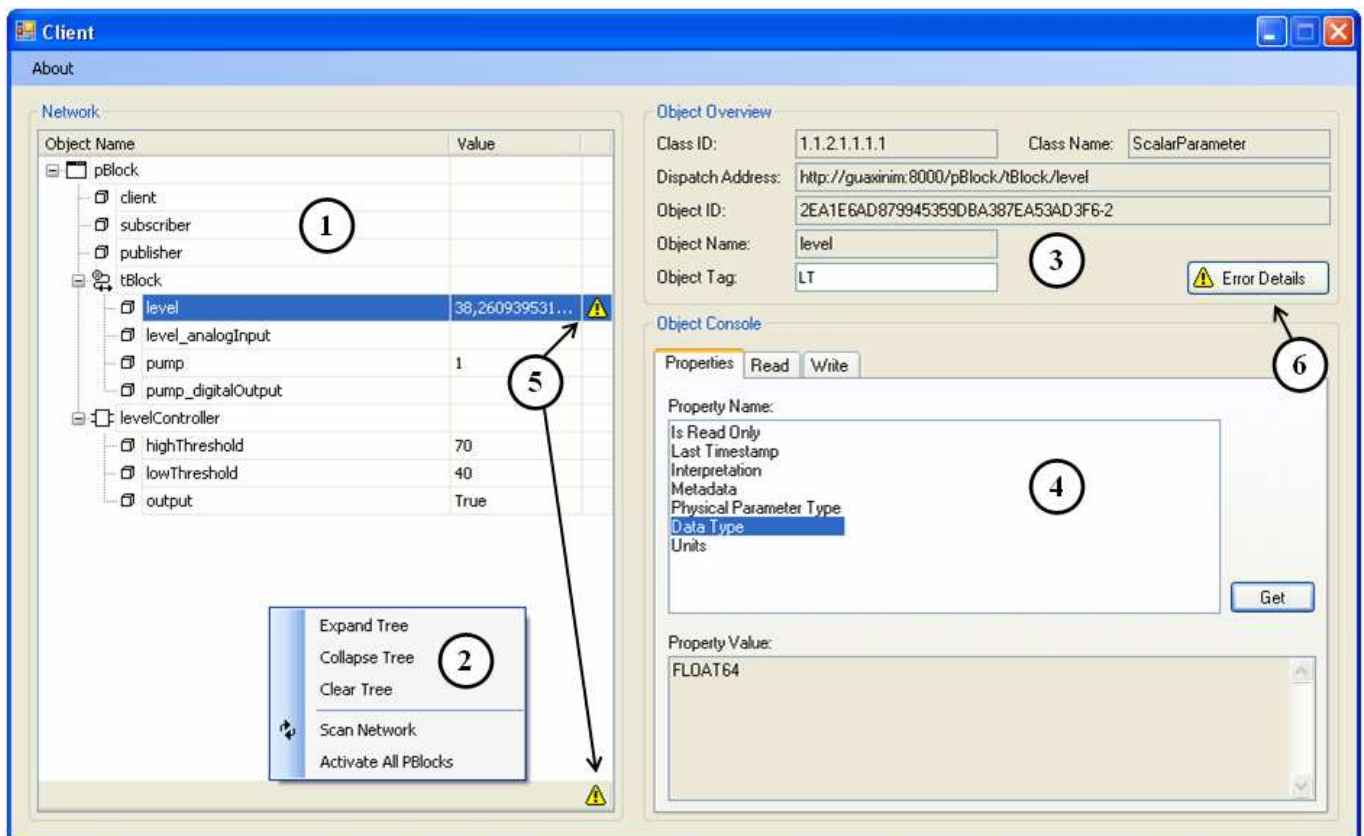 Client
About
Network
Object Name Value
pBlock
client
subscriber
publisher
tBlock
level 38,260939531...
level_analogInput
pump 1
pump_digitalOutput
levelController
highThreshold 70
lowThreshold 40
output True
1
5
Expand Tree
Collapse Tree
Clear Tree
Scan Network
Activate All PBlocks
2
Object Overview
Class ID: 1.1.2.1.1.1.1 Class Name: ScalarParameter
Dispatch Address: http://guaxinim:8000/pBlock/tBlock/level
Object ID: 2EA1E6AD879945359DBA387EA53AD3F6-2
Object Name: level
Object Tag: LT
3
Error Details
6
Object Console
Properties Read Write
Property Name:
Is Read Only
Last Timestamp
Interpretation
Metadata
Physical Parameter Type
Data Type
Units
4
Get
Property Value:
FLOAT64